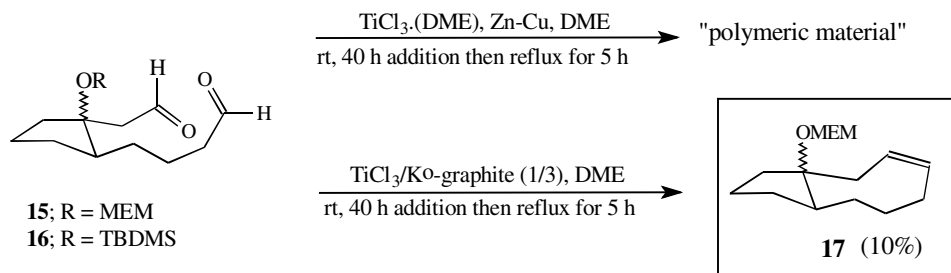 TiCl3.(DME), Zn-Cu, DME
rt, 40 h addition then reflux for 5 h
"polymeric material"
OR
H
O
O
H
15; R = MEM
16; R = TBDMS
TiCl3/Ko-graphite (1/3), DME
rt, 40 h addition then reflux for 5 h
OMEM
17 (10%)